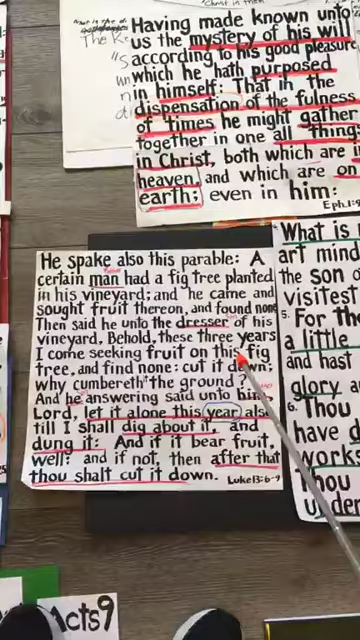 Having made known unto
us the mystery of his will
according to his good pleasure
which he hath purposed
in himself: That in the
dispensation of the fulness
of times he might gather
together in one all things
in Christ, both which are in
heaven and which are on
earth; even in him:
Eph.1:9
He spake also this parable: A
certain man had a fig tree planted
in his vineyard; and he came and
sought fruit thereon, and found none
Then said he unto the dresser of his
vineyard, Behold, these three years
I come seeking fruit on this fig
tree, and find none: cut it down;
why cumbereth it the ground?
And he answering said unto him,
Lord, let it alone this year also
till I shall dig about it, and
dung it: And if it bear fruit,
well: and if not, then after that
thou shalt cut it down. Luke 13:6-9
What is
art mind
the son o
visitest
5. For tho
a little
and hast
glory a
6. Thou
have d
works
Thou
under
Acts 9